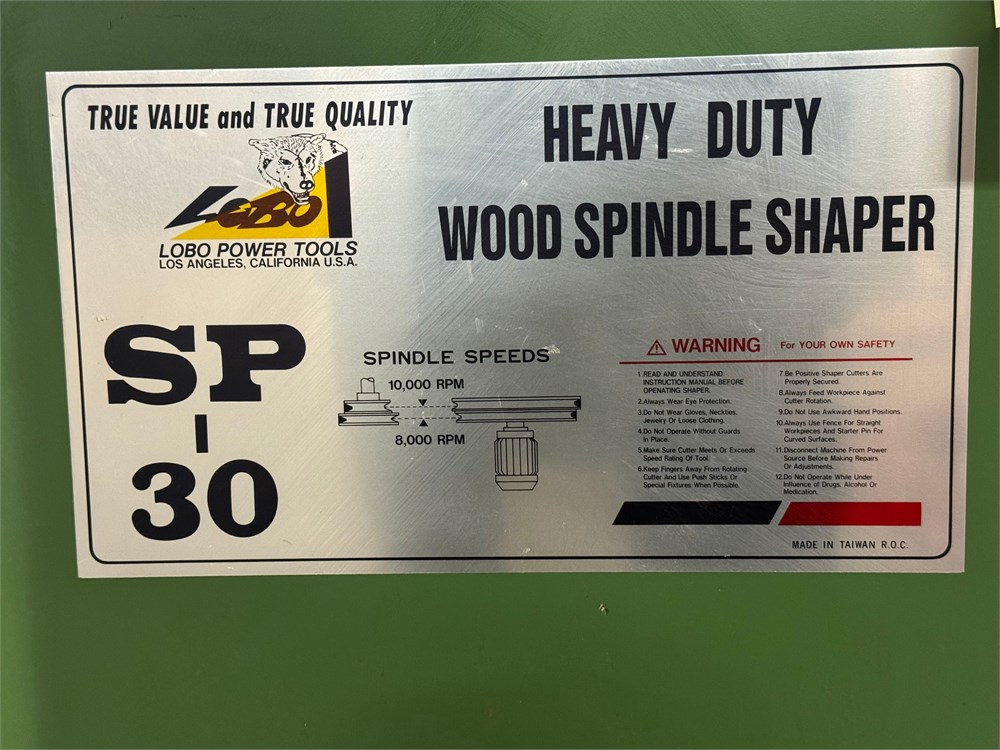 TRUE VALUE and TRUE QUALITY
LOBO
LOBO POWER TOOLS
LOS ANGELES, CALIFORNIA U.S.A.
HEAVY DUTY
WOOD SPINDLE SHAPER
SP
-
30
SPINDLE SPEEDS
10,000 RPM
8,000 RPM
⚠ WARNING For YOUR OWN SAFETY
1.READ AND UNDERSTAND
INSTRUCTION MANUAL BEFORE
OPERATING SHAPER.
2.Always Wear Eye Protection.
3.Do Not Wear Gloves, Neckties,
Jewelry Or Loose Clothing.
4.Do Not Operate Without Guards
In Place.
5.Make Sure Cutter Meets Or Exceeds
Speed Rating Of Tool.
6.Keep Fingers Away From Rotating
Cutter And Use Push Sticks Or
Special Fixtures When Possible.
7.Be Positive Shaper Cutters Are
Properly Secured.
8.Always Feed Workpiece Against
Cutter Rotation.
9.Do Not Use Awkward Hand Positions.
10.Always Use Fence For Straight
Workpieces And Starter Pin For
Curved Surfaces.
11.Disconnect Machine From Power
Source Before Making Repairs
Or Adjustments.
12.Do Not Operate While Under
Influence of Drugs, Alcohol Or
Medication.
MADE IN TAIWAN R.O.C.